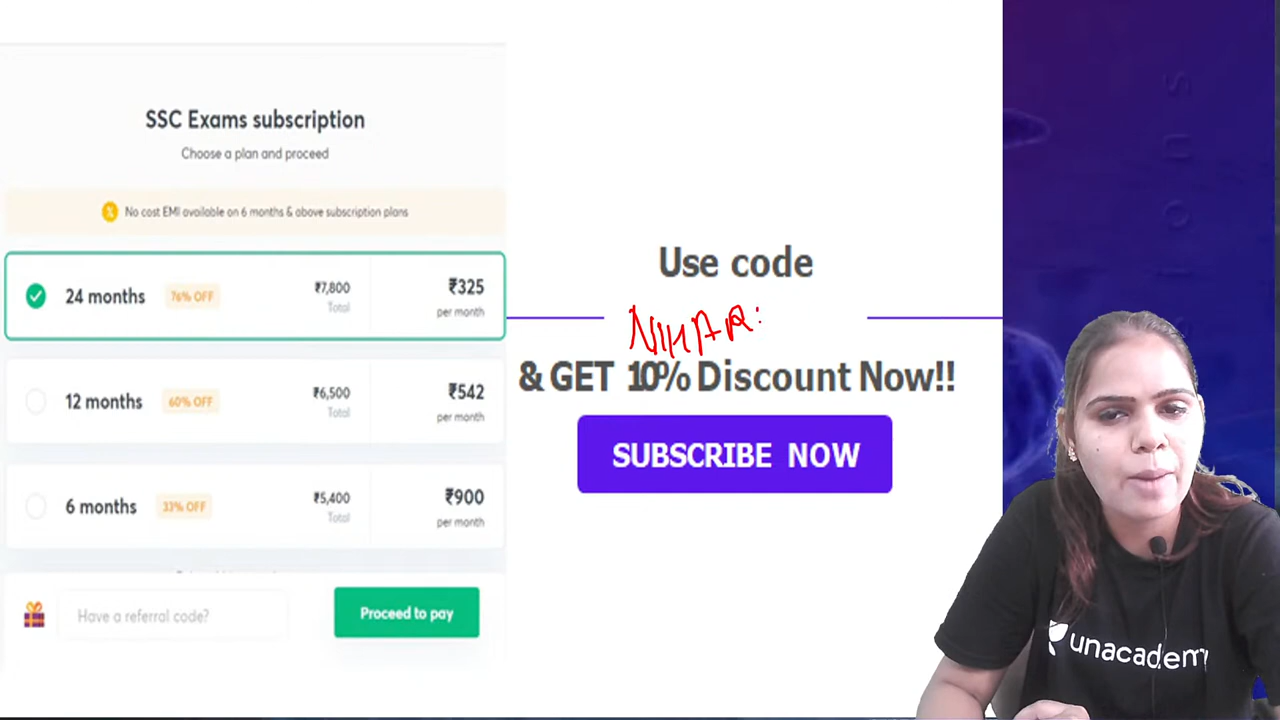 SSC Exams subscription
Choose a plan and proceed
No cost EMI available on 6 months & above subscription plans
24 months 76% OFF ₹7,800 Total ₹325 per month
12 months 60% OFF ₹6,500 Total ₹542 per month
6 months 33% OFF ₹5,400 Total ₹900 per month
Have a referral code? Proceed to pay
Use code
NIHAR
& GET 10% Discount Now!!
SUBSCRIBE NOW
unacademy